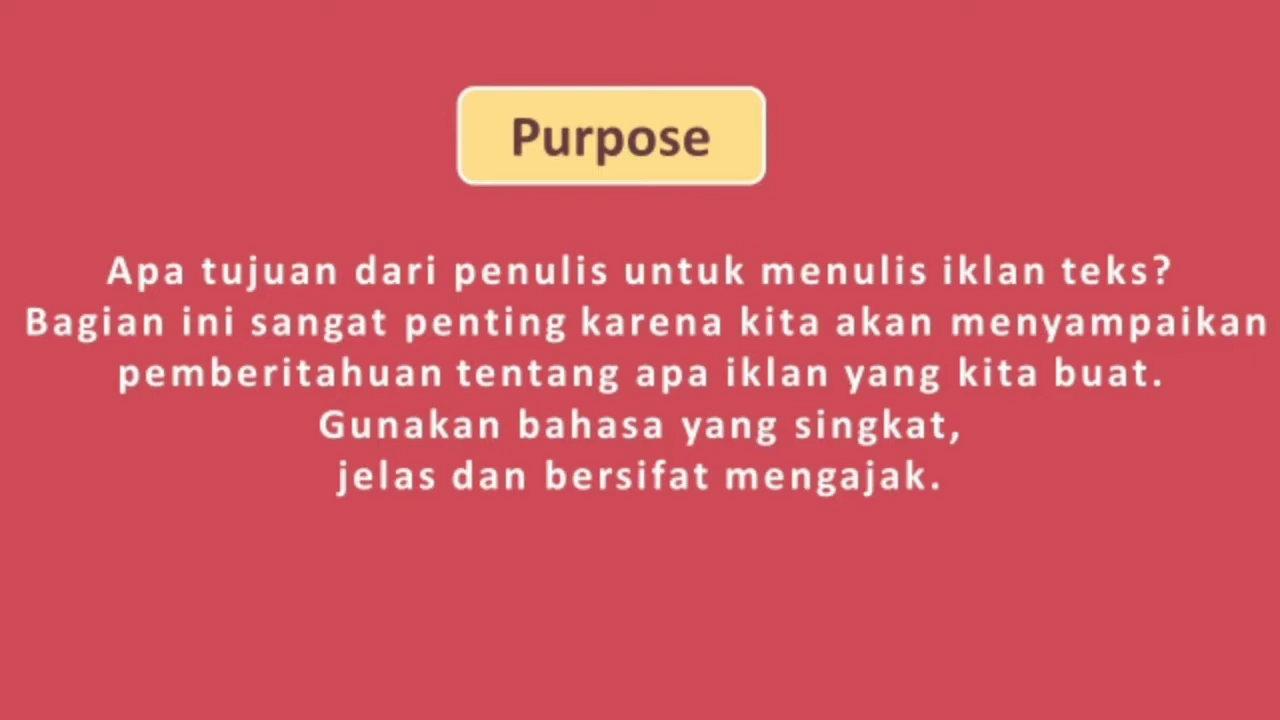 Purpose
Apa tujuan dari penulis untuk menulis iklan teks?
Bagian ini sangat penting karena kita akan menyampaikan
pemberitahuan tentang apa iklan yang kita buat.
Gunakan bahasa yang singkat,
jelas dan bersifat mengajak.